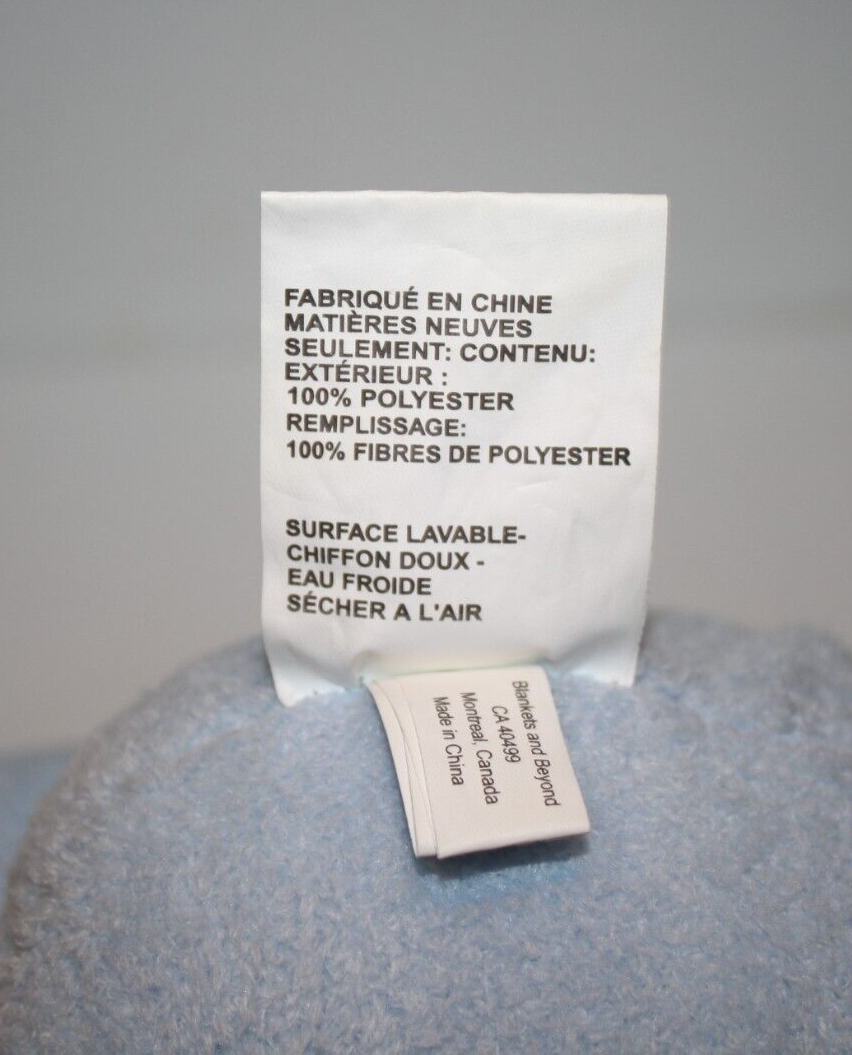 FABRIQUÉ EN CHINE
MATIÈRES NEUVES
SEULEMENT: CONTENU:
EXTÉRIEUR :
100% POLYESTER
REMPLISSAGE:
100% FIBRES DE POLYESTER
SURFACE LAVABLE-
CHIFFON DOUX -
EAU FROIDE
SÉCHER A L'AIR
Blankets and Beyond
CA 40499
Montreal, Canada
Made in China